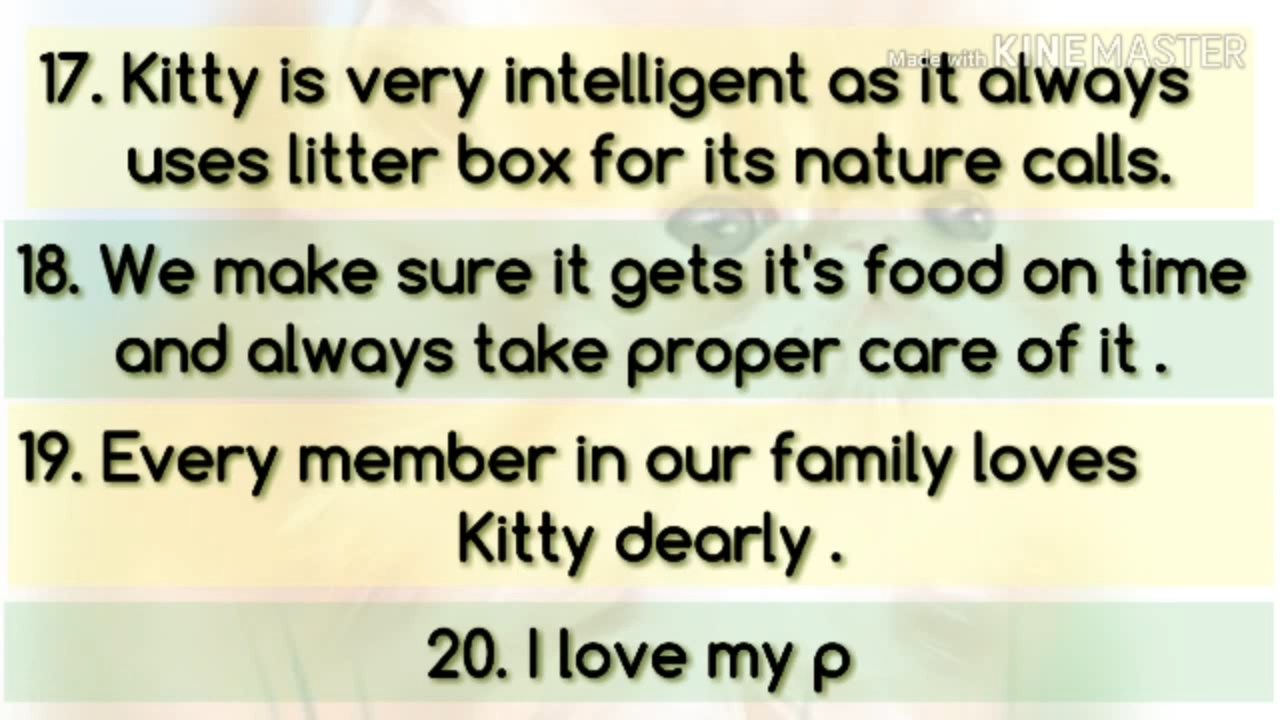 Made with KINEMASTER
17. Kitty is very intelligent as it always
uses litter box for its nature calls.
18. We make sure it gets it's food on time
and always take proper care of it .
19. Every member in our family loves
Kitty dearly .
20. I love my p